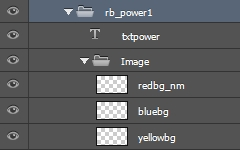 rb_power1
T txtpower
Image
redbg_nm
bluebg
yellowbg